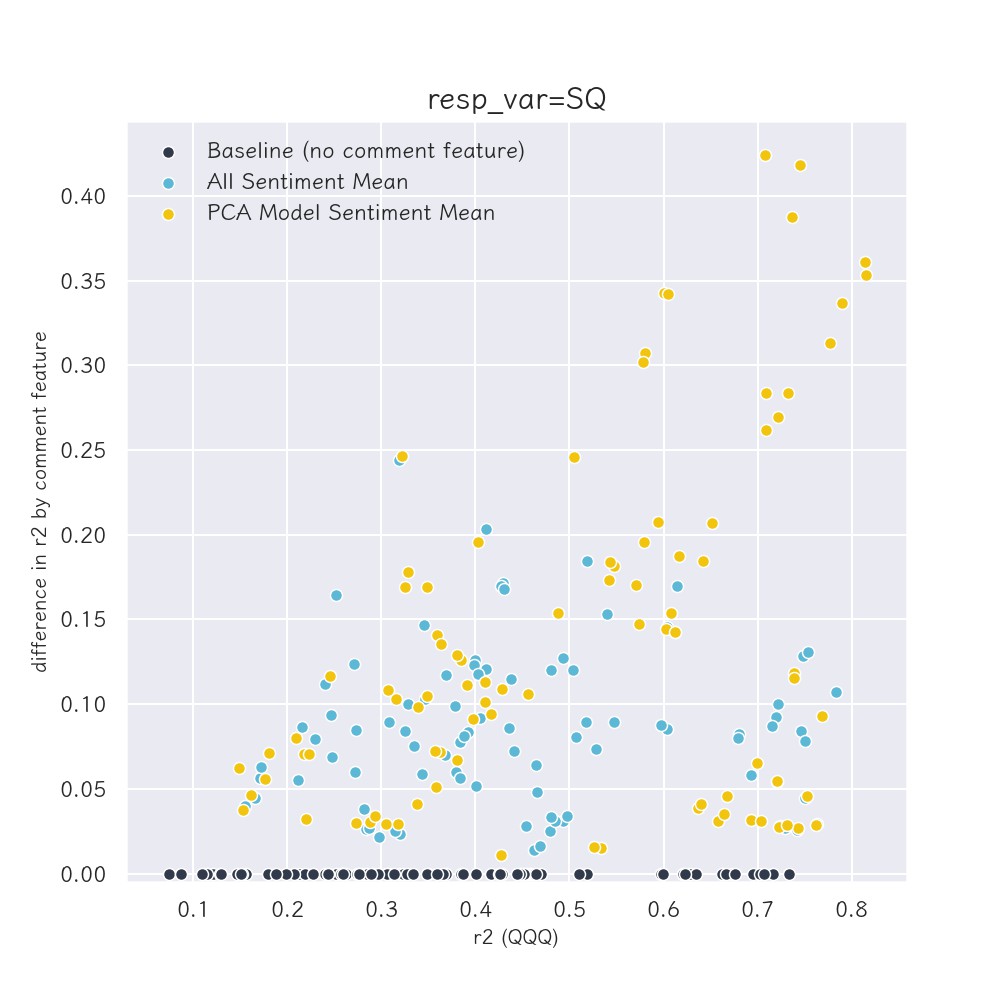 resp_var=SQ
Baseline (no comment feature)
All Sentiment Mean
PCA Model Sentiment Mean
difference in r2 by comment feature
0.40
0.35
0.30
0.25
0.20
0.15
0.10
0.05
0.00
0.1 0.2 0.3 0.4 0.5 0.6 0.7 0.8
r2 (QQQ)